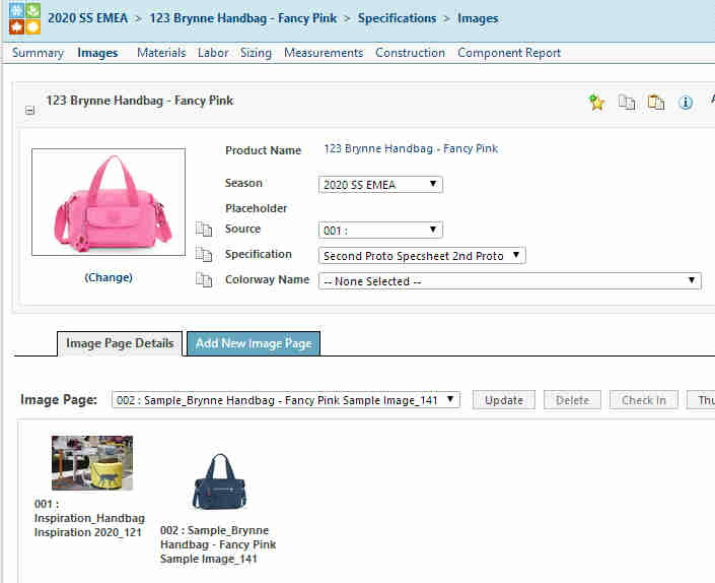 2020 SS EMEA > 123 Brynne Handbag - Fancy Pink > Specifications > Images
Summary Images Materials Labor Sizing Measurements Construction Component Report
123 Brynne Handbag - Fancy Pink
Product Name 123 Brynne Handbag - Fancy Pink
Season 2020 SS EMEA
Placeholder
Source 001 :
Specification Second Proto Specsheet 2nd Proto
(Change) Colorway Name -- None Selected --
Image Page Details Add New Image Page
Image Page: 002 : Sample_Brynne Handbag - Fancy Pink Sample Image_141 Update Delete Check In
001 :
Inspiration_Handbag
Inspiration 2020_121
002 : Sample_Brynne
Handbag - Fancy Pink
Sample Image_141